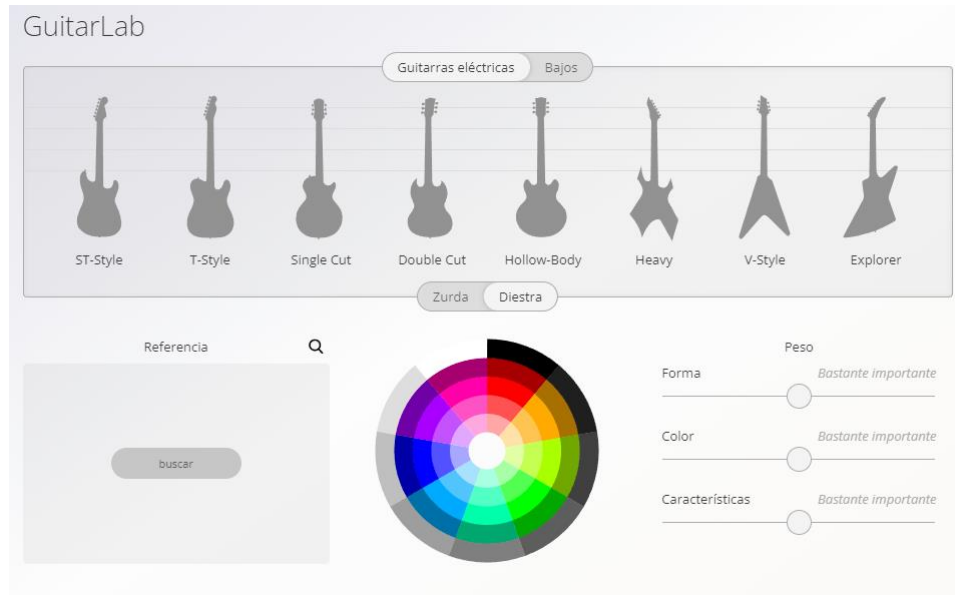 GuitarLab
Guitarras eléctricas Bajos
ST-Style T-Style Single Cut Double Cut Hollow-Body Heavy V-Style Explorer
Zurda Diestra
Referencia
buscar
Peso
Forma Bastante importante
Color Bastante importante
Características Bastante importante